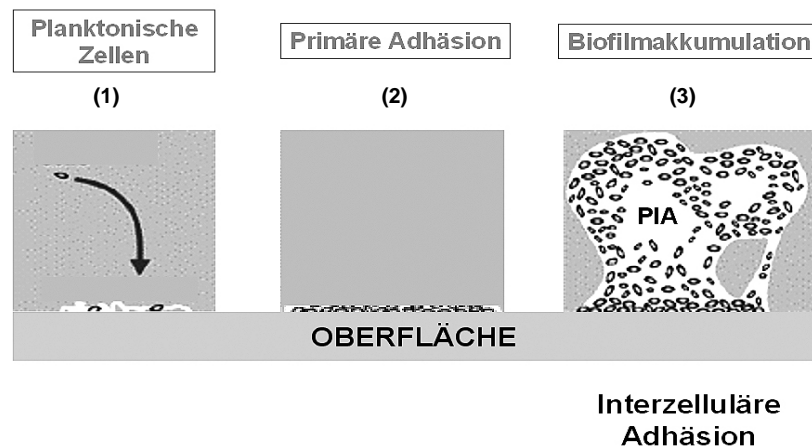 Planktonische
Zellen
Primäre Adhäsion
Biofilmakkumulation
(1)
(2)
(3)
PIA
OBERFLÄCHE
Interzelluläre
Adhäsion